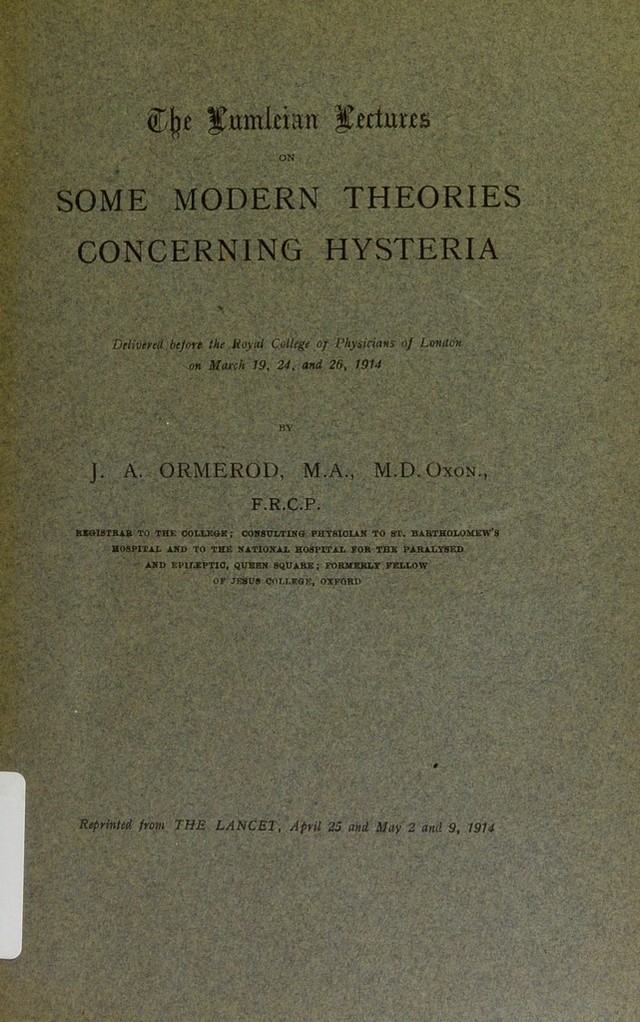 The Lumleian Lectures
ON
SOME MODERN THEORIES
CONCERNING HYSTERIA
Delivered before the Royal College of Physicians of London
on March 19, 24, and 26, 1914
BY
J. A. ORMEROD, M.A., M.D. OXON.,
F.R.C.P.
REGISTRAR TO THE COLLEGE; CONSULTING PHYSICIAN TO ST. BARTHOLOMEW'S
HOSPITAL AND TO THE NATIONAL HOSPITAL FOR THE PARALYSED
AND EPILEPTIC, QUEEN SQUARE; FORMERLY FELLOW
OF JESUS COLLEGE, OXFORD
Reprinted from THE LANCET, April 25 and May 2 and 9, 1914